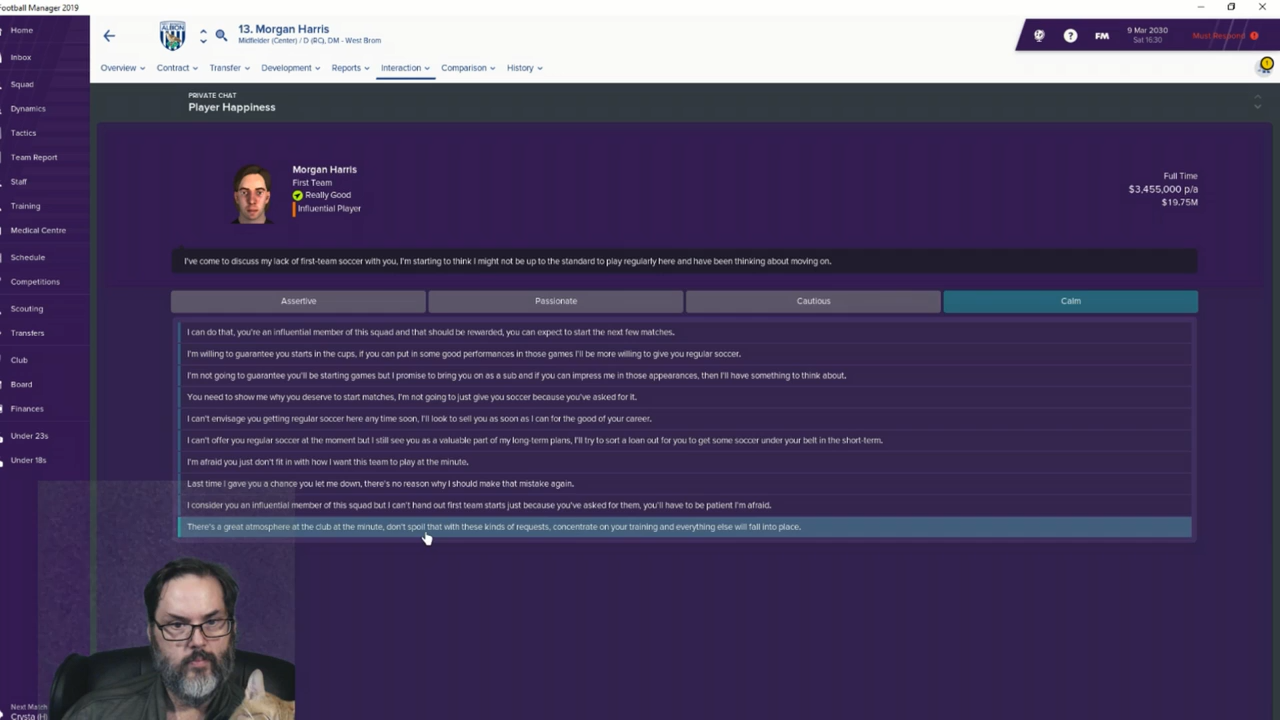 Football Manager 2019
Home
Inbox
Squad
Dynamics
Tactics
Team Report
Staff
Training
Medical Centre
Schedule
Competitions
Scouting
Transfers
Club
Board
Finances
Under 23s
Under 18s
Next Match
Crysta (H)
ALBION
13. Morgan Harris
Midfielder (Center) / D (RC), DM - West Brom
FM
9 Mar 2030
Sat 16:30
Must Respond
Overview
Contract
Transfer
Development
Reports
Interaction
Comparison
History
PRIVATE CHAT
Player Happiness
Morgan Harris
First Team
Really Good
Influential Player
Full Time
$3,455,000 p/a
$19.75M
I've come to discuss my lack of first-team soccer with you, I'm starting to think I might not be up to the standard to play regularly here and have been thinking about moving on.
Assertive
Passionate
Cautious
Calm
I can do that, you're an influential member of this squad and that should be rewarded, you can expect to start the next few matches.
I'm willing to guarantee you starts in the cups, if you can put in some good performances in those games I'll be more willing to give you regular soccer.
I'm not going to guarantee you'll be starting games but I promise to bring you on as a sub and if you can impress me in those appearances, then I'll have something to think about.
You need to show me why you deserve to start matches, I'm not going to just give you soccer because you've asked for it.
I can't envisage you getting regular soccer here any time soon, I'll look to sell you as soon as I can for the good of your career.
I can't offer you regular soccer at the moment but I still see you as a valuable part of my long-term plans, I'll try to sort a loan out for you to get some soccer under your belt in the short-term.
I'm afraid you just don't fit in with how I want this team to play at the minute.
Last time I gave you a chance you let me down, there's no reason why I should make that mistake again.
I consider you an influential member of this squad but I can't hand out first team starts just because you've asked for them, you'll have to be patient I'm afraid.
There's a great atmosphere at the club at the minute, don't spoil that with these kinds of requests, concentrate on your training and everything else will fall into place.